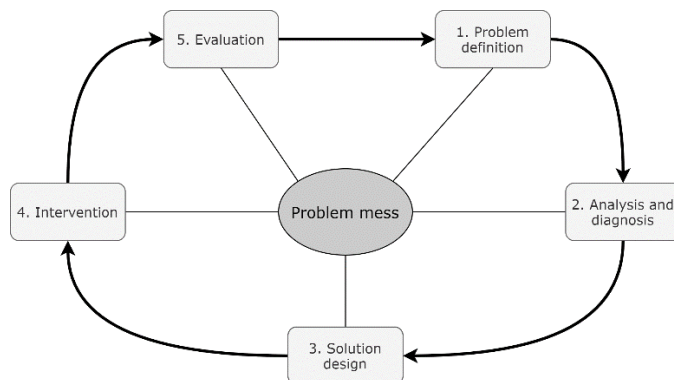 5. Evaluation
1. Problem
definition
4. Intervention
Problem mess
2. Analysis and
diagnosis
3. Solution
design